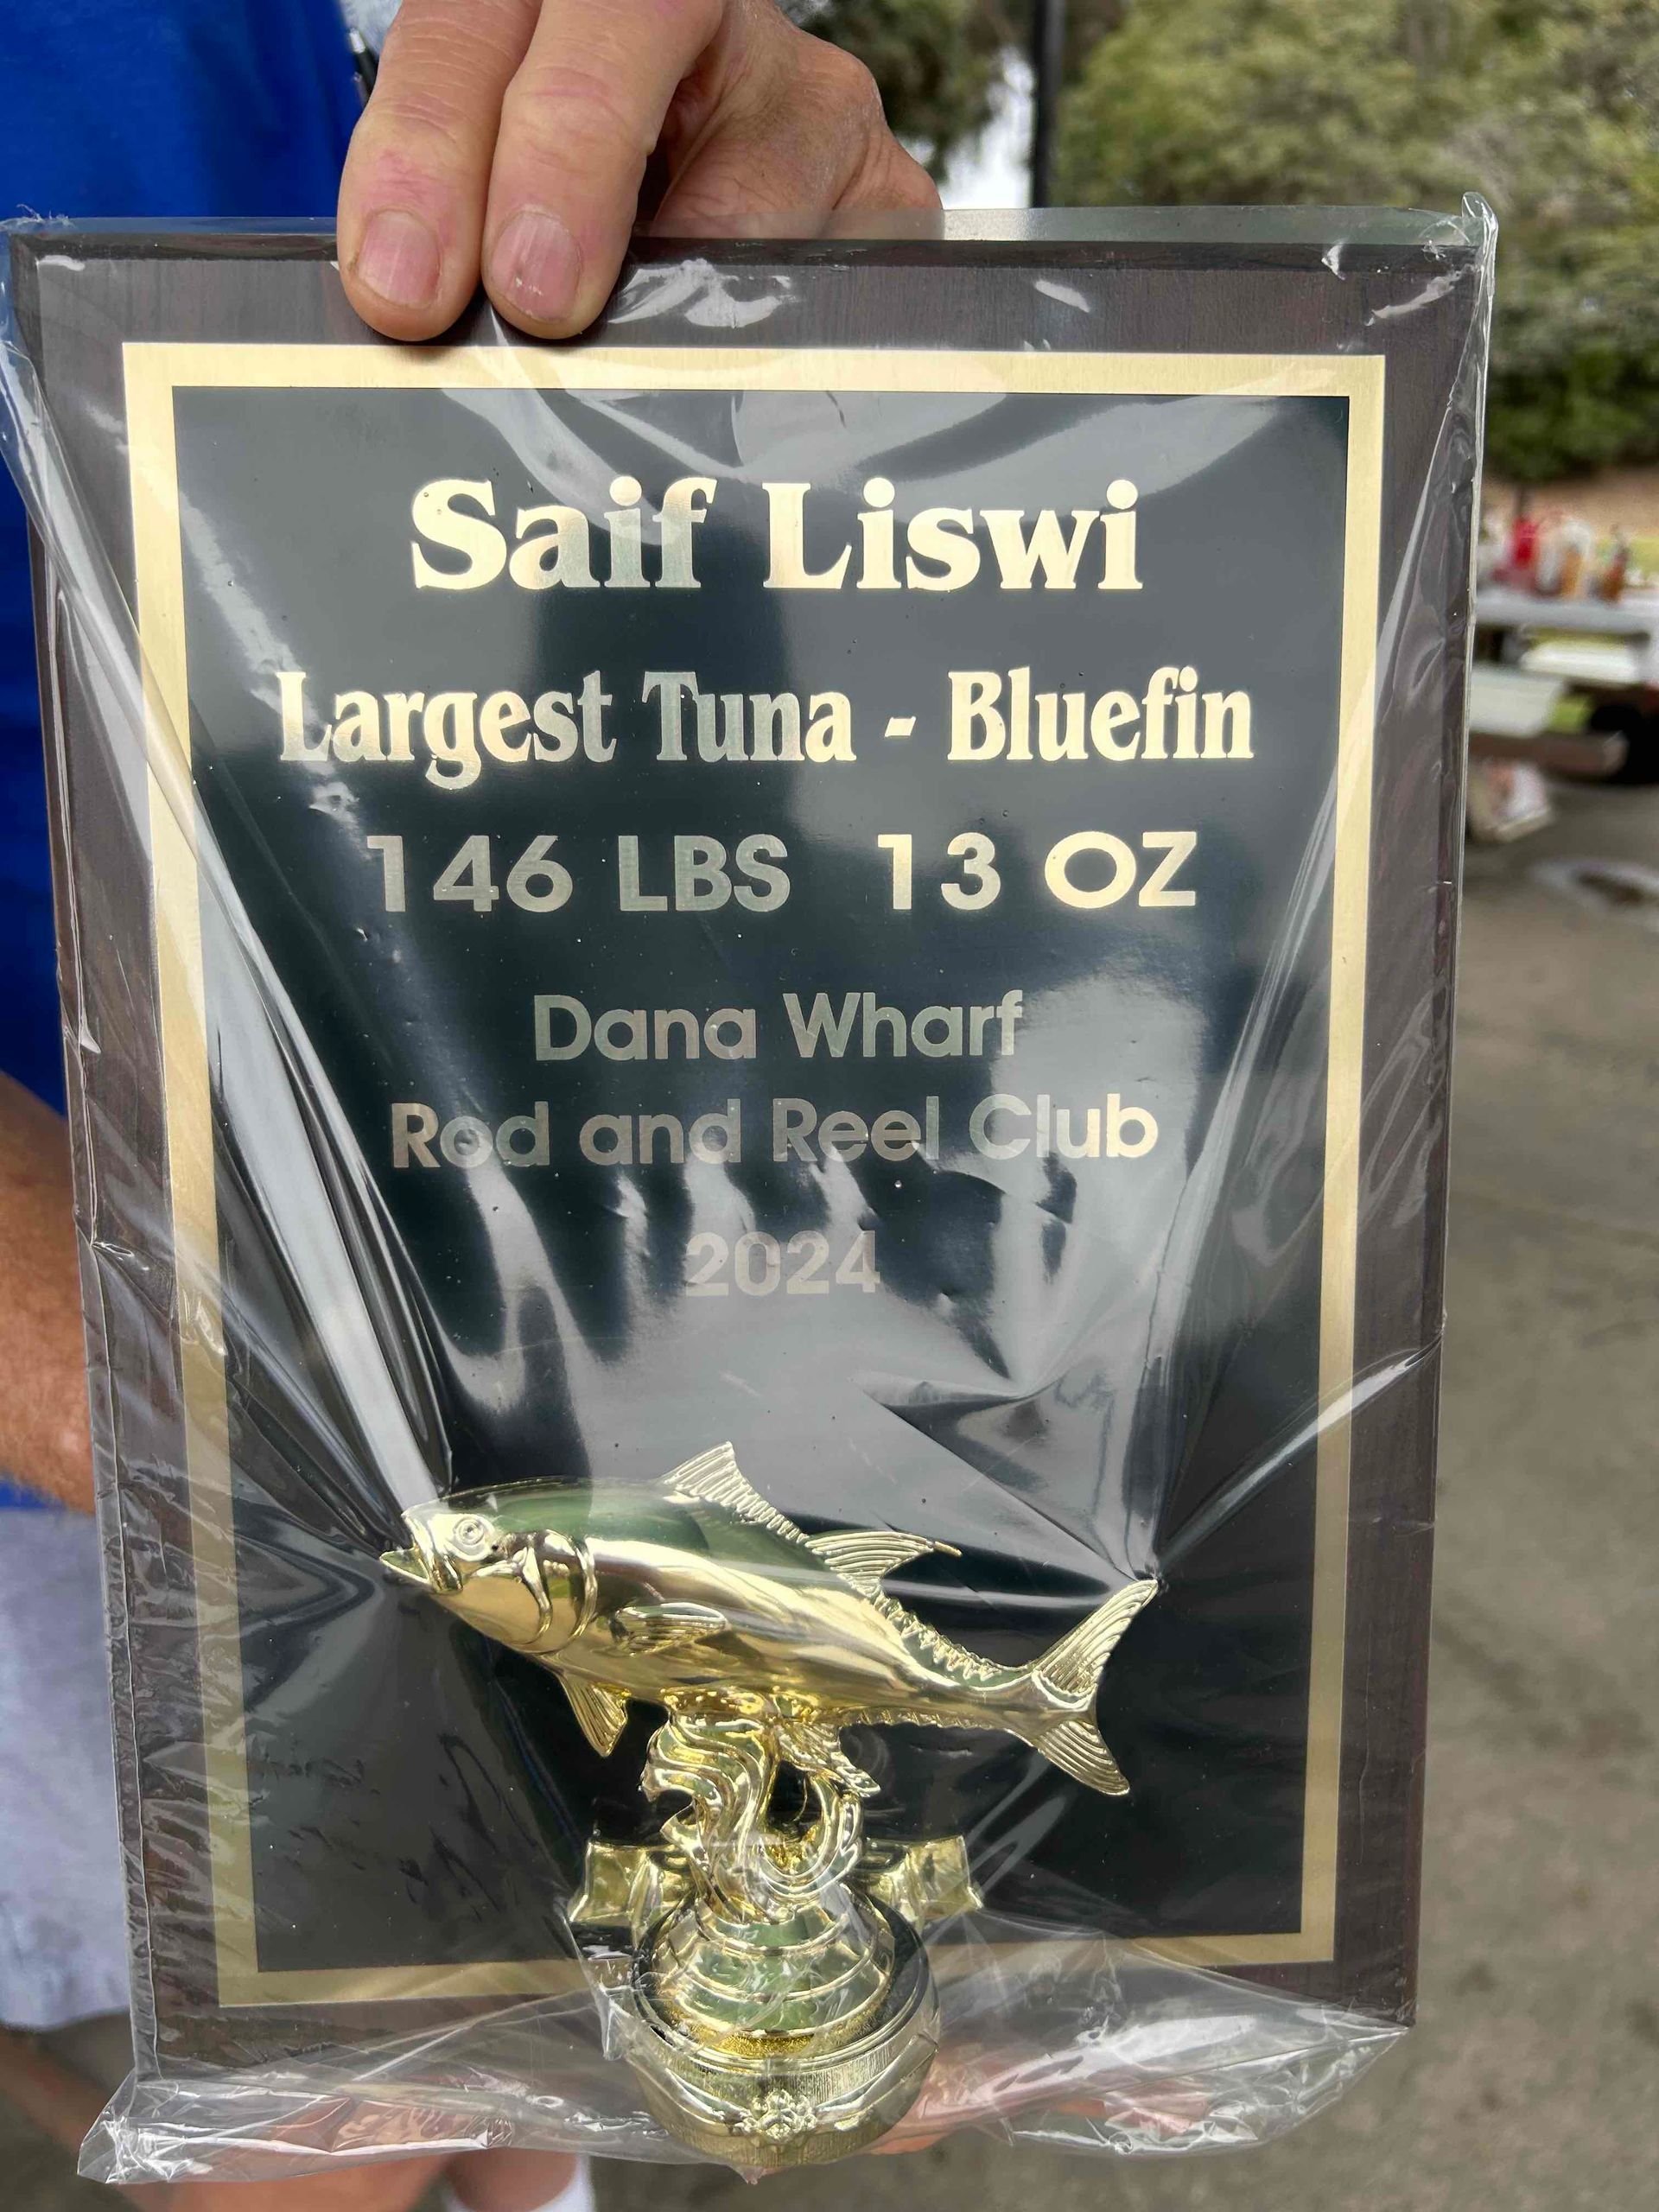 Saif Liswi
Largest Tuna - Bluefin
146 LBS 13 OZ
Dana Wharf
Rod and Reel Club
2024